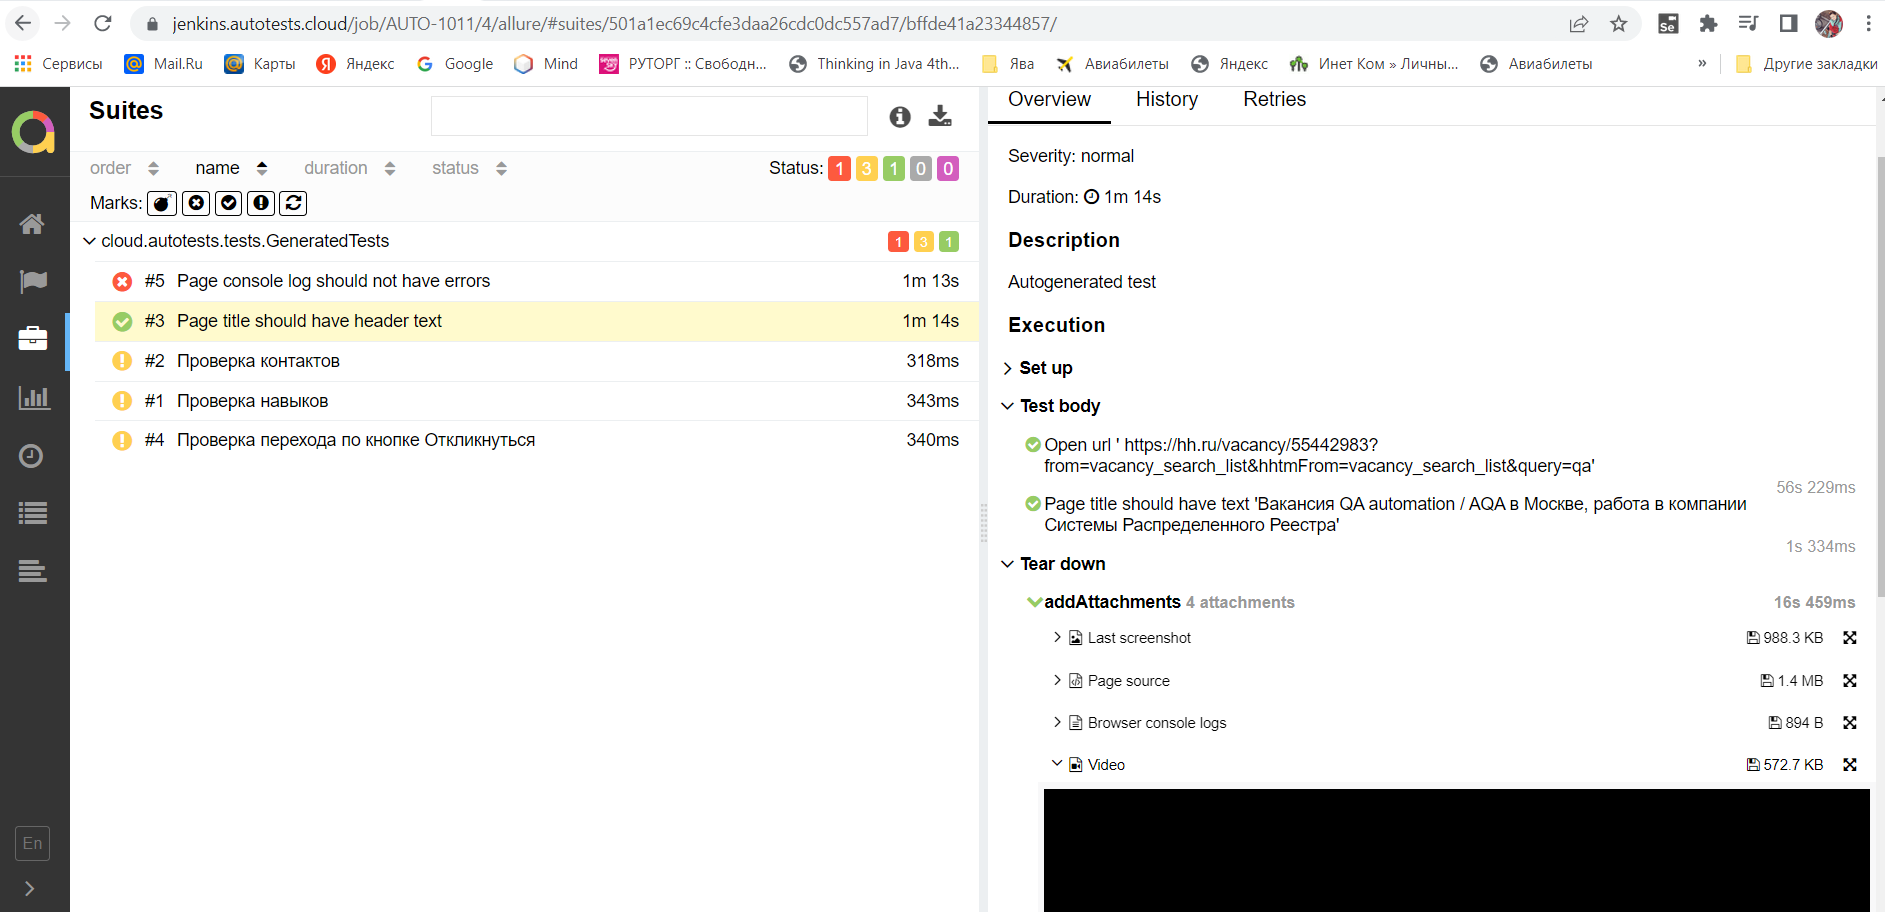 jenkins.autotests.cloud/job/AUTO-1011/4/allure/#suites/501a1ec69c4cfe3daa26cdc0dc557ad7/bffde41a23344857/
Se
Сервисы Mail.Ru Карты Яндекс Google Mind РУТОРГ :: Свободн... Thinking in Java 4th... Ява Авиабилеты Яндекс Инет Ком » Личны... Авиабилеты » Другие закладки
Suites
order name duration status Status: 1 3 1 0 0
Marks:
cloud.autotests.tests.GeneratedTests 1 3 1
#5 Page console log should not have errors 1m 13s
#3 Page title should have header text 1m 14s
#2 Проверка контактов 318ms
#1 Проверка навыков 343ms
#4 Проверка перехода по кнопке Откликнуться 340ms
En
Overview History Retries
Severity: normal
Duration: 1m 14s
Description
Autogenerated test
Execution
Set up
Test body
Open url ' https://hh.ru/vacancy/55442983?
from=vacancy_search_list&hhtmFrom=vacancy_search_list&query=qa'
56s 229ms
Page title should have text 'Вакансия QA automation / AQA в Москве, работа в компании
Системы Распределенного Реестра'
1s 334ms
Tear down
addAttachments 4 attachments 16s 459ms
Last screenshot 988.3 KB
Page source 1.4 MB
Browser console logs 894 B
Video 572.7 KB